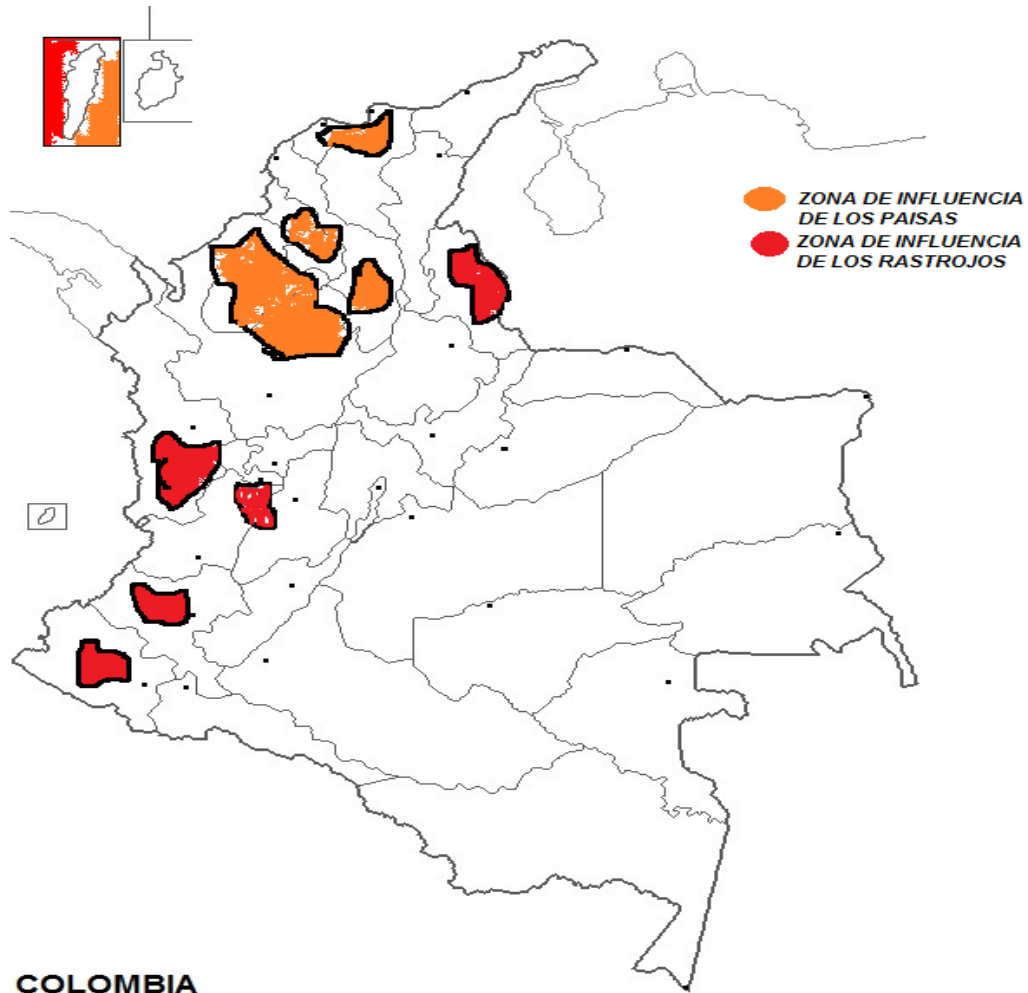 ZONA DE INFLUENCIA
DE LOS PAISAS
ZONA DE INFLUENCIA
DE LOS RASTROJOS
COLOMBIA